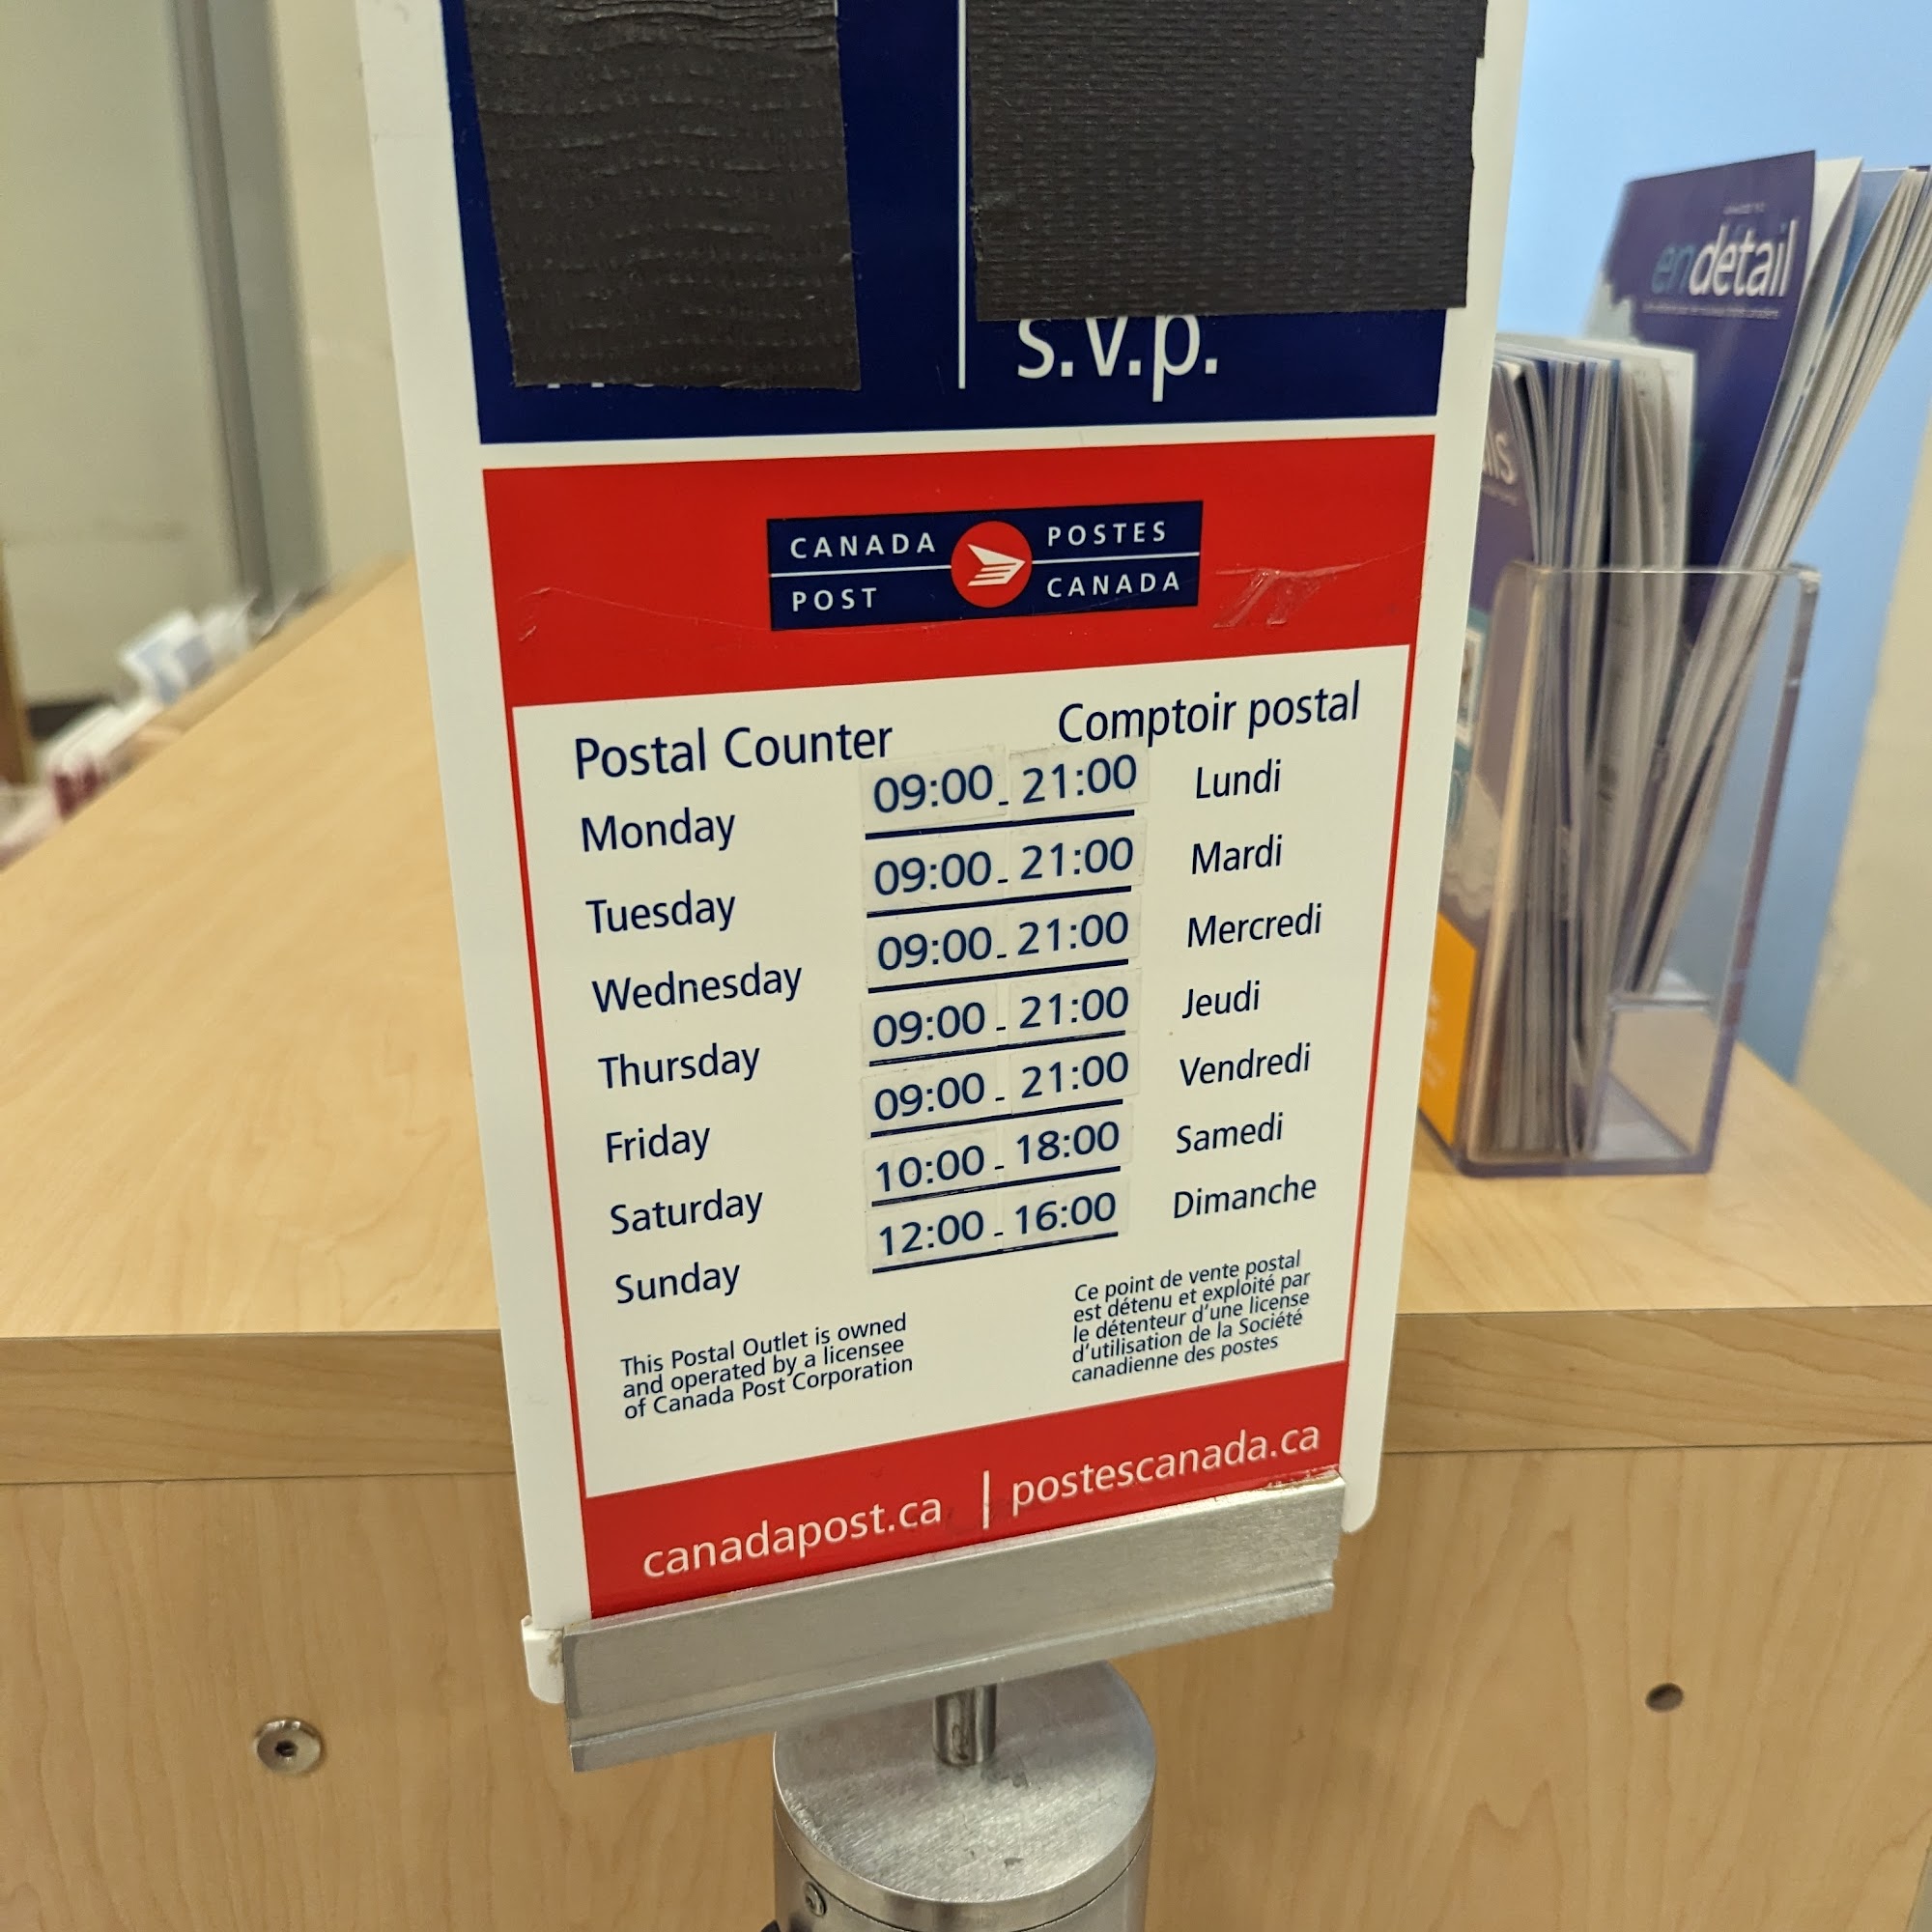 s.v.p.
CANADA POSTES
POST CANADA
Postal Counter Comptoir postal
Monday 09:00 - 21:00 Lundi
Tuesday 09:00 - 21:00 Mardi
Wednesday 09:00 - 21:00 Mercredi
Thursday 09:00 - 21:00 Jeudi
Friday 09:00 - 21:00 Vendredi
Saturday 10:00 - 18:00 Samedi
Sunday 12:00 - 16:00 Dimanche
This Postal Outlet is owned
and operated by a licensee
of Canada Post Corporation
Ce point de vente postal
est détenu et exploité par
le détenteur d'une license
d'utilisation de la Société
canadienne des postes
canadapost.ca | postescanada.ca
endétail